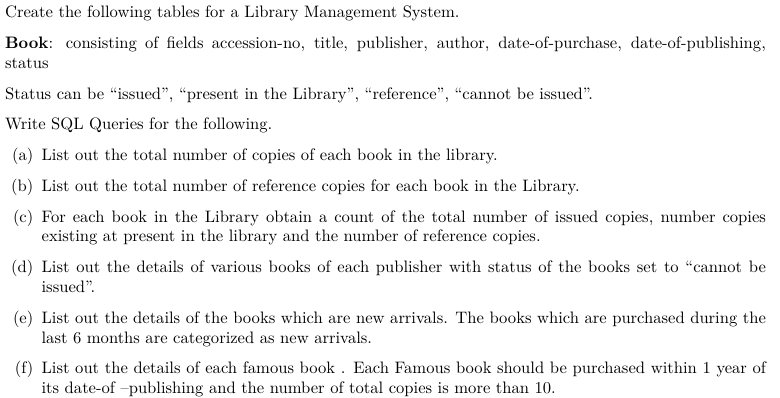 Create the following tables for a Library Management System.
Book: consisting of fields accession-no, title, publisher, author, date-of-purchase, date-of-publishing,
status
Status can be “issued”, “present in the Library”, “reference”, “cannot be issued”.
Write SQL Queries for the following.
(a) List out the total number of copies of each book in the library.
(b) List out the total number of reference copies for each book in the Library.
(c) For each book in the Library obtain a count of the total number of issued copies, number copies
existing at present in the library and the number of reference copies.
(d) List out the details of various books of each publisher with status of the books set to “cannot be
issued”.
(e) List out the details of the books which are new arrivals. The books which are purchased during the
last 6 months are categorized as new arrivals.
(f) List out the details of each famous book . Each Famous book should be purchased within 1 year of
its date-of –publishing and the number of total copies is more than 10.